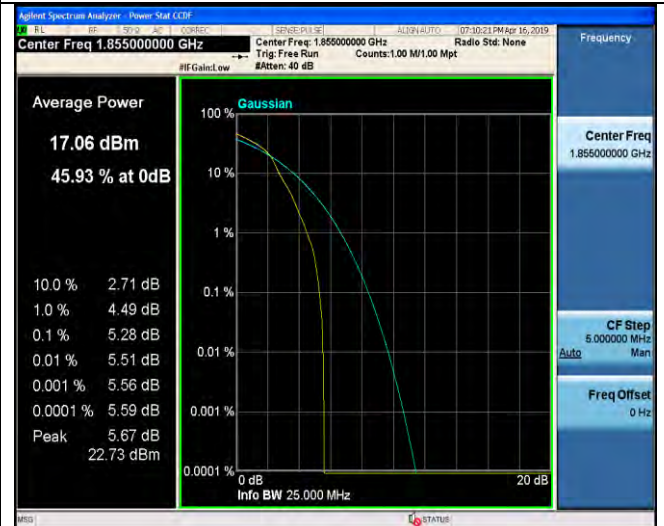 Agilent Spectrum Analyzer - Power Stat CCDF
RL RF 50 Ω AC CORREC SENSE:PULSE ALIGN AUTO 07:10:21 PM Apr 16, 2019
Center Freq 1.855000000 GHz
Center Freq: 1.855000000 GHz
Radio Std: None
Trig: Free Run
Counts:1.00 M/1.00 Mpt
#IFGain:Low
#Atten: 40 dB
Frequency
Average Power
17.06 dBm
45.93 % at 0dB
10.0 % 2.71 dB
1.0 % 4.49 dB
0.1 % 5.28 dB
0.01 % 5.51 dB
0.001 % 5.56 dB
0.0001 % 5.59 dB
Peak 5.67 dB
22.73 dBm
Gaussian
100 %
10 %
1 %
0.1 %
0.01 %
0.001 %
0.0001 %
0 dB
20 dB
Info BW 25.000 MHz
Center Freq
1.855000000 GHz
CF Step
5.000000 MHz
Auto Man
Freq Offset
0 Hz
MSG
STATUS